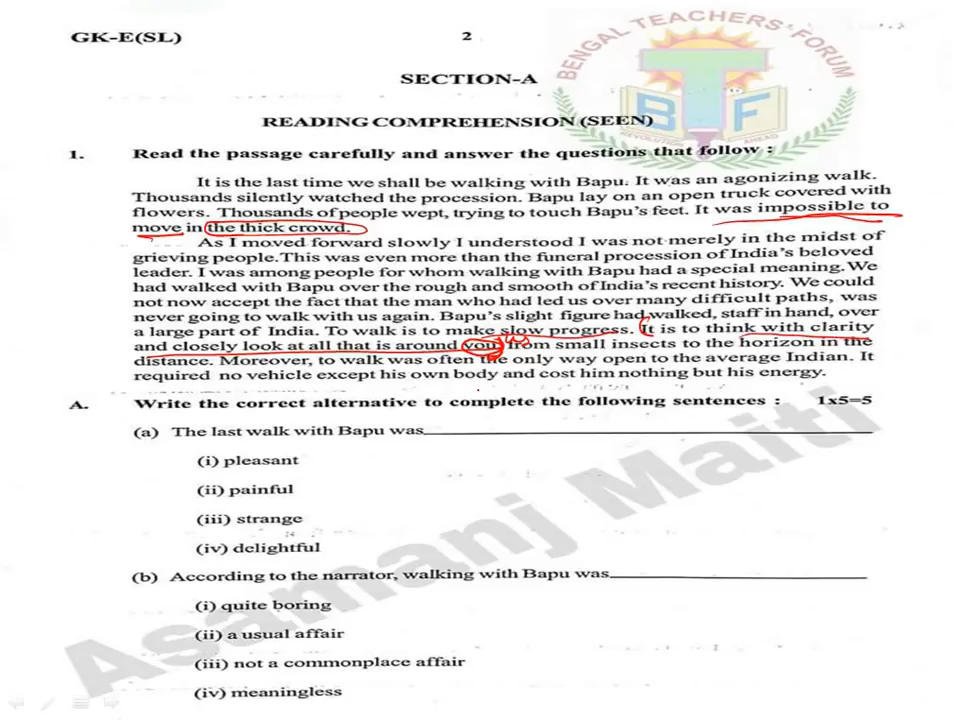 GK-E(SL)
2
BENGAL TEACHERS' FORUM
BTF
REVOLUTION AHEAD
SECTION-A
READING COMPREHENSION (SEEN)
1. Read the passage carefully and answer the questions that follow :
It is the last time we shall be walking with Bapu. It was an agonizing walk.
Thousands silently watched the procession. Bapu lay on an open truck covered with
flowers. Thousands of people wept, trying to touch Bapu's feet. It was impossible to
move in the thick crowd.
As I moved forward slowly I understood I was not merely in the midst of
grieving people. This was even more than the funeral procession of India's beloved
leader. I was among people for whom walking with Bapu had a special meaning. We
had walked with Bapu over the rough and smooth of India's recent history. We could
not now accept the fact that the man who had led us over many difficult paths, was
never going to walk with us again. Bapu's slight figure had walked, staff in hand, over
a large part of India. To walk is to make slow progress. It is to think with clarity
and closely look at all that is around you, from small insects to the horizon in the
distance. Moreover, to walk was often the only way open to the average Indian. It
required no vehicle except his own body and cost him nothing but his energy.
A. Write the correct alternative to complete the following sentences : 1x5=5
(a) The last walk with Bapu was
(i) pleasant
(ii) painful
(iii) strange
(iv) delightful
(b) According to the narrator, walking with Bapu was
(i) quite boring
(ii) a usual affair
(iii) not a commonplace affair
(iv) meaningless
Asamanj Maiti